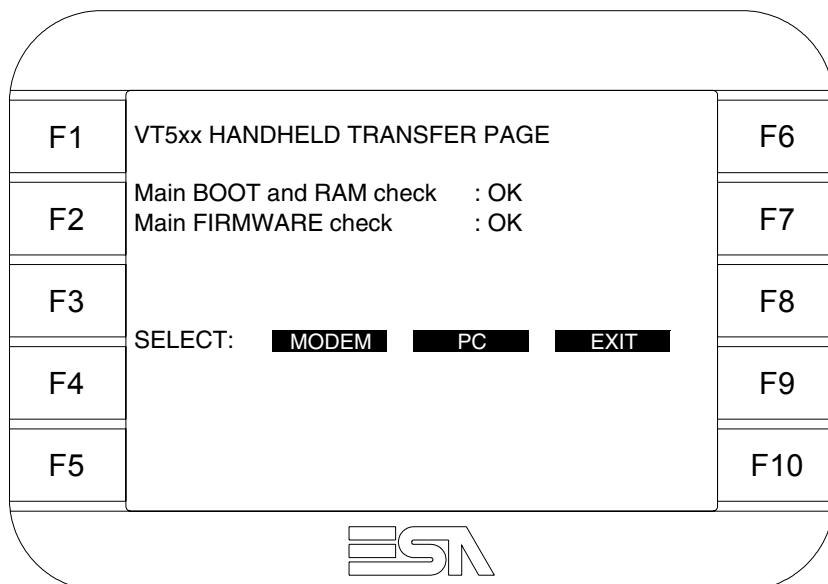 F1
F2
F3
F4
F5
VT5xx HANDHELD TRANSFER PAGE
Main BOOT and RAM check : OK
Main FIRMWARE check : OK
SELECT: MODEM PC EXIT
F6
F7
F8
F9
F10
ESA